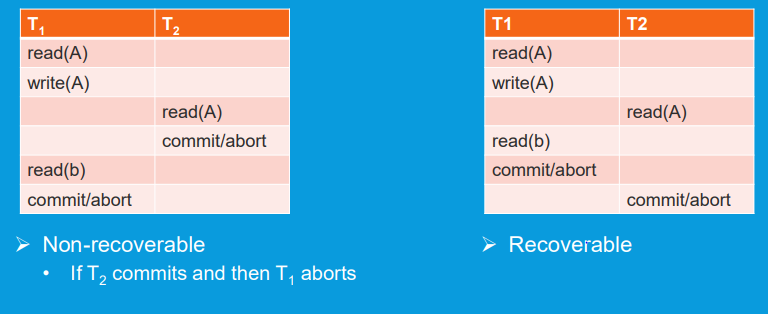 T₁ T₂
read(A)
write(A)
read(A)
commit/abort
read(b)
commit/abort
➢ Non-recoverable
• If T₂ commits and then T₁ aborts
T1 T2
read(A)
write(A)
read(A)
read(b)
commit/abort
commit/abort
➢ Recoverable